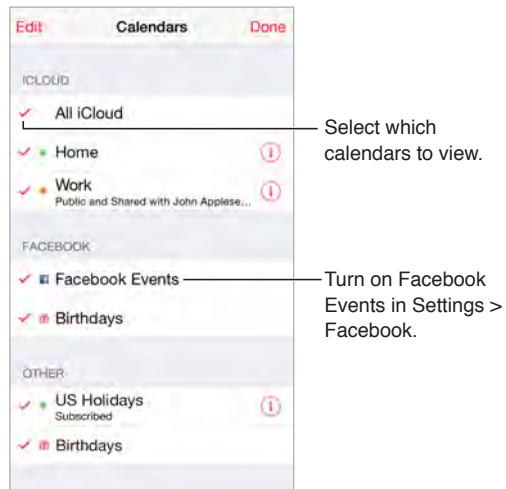 Edit Calendars Done
ICLOUD
All iCloud
Home
Work
Public and Shared with John Applese...
FACEBOOK
Facebook Events
Birthdays
OTHER
US Holidays
Subscribed
Birthdays
Select which
calendars to view.
Turn on Facebook
Events in Settings >
Facebook.